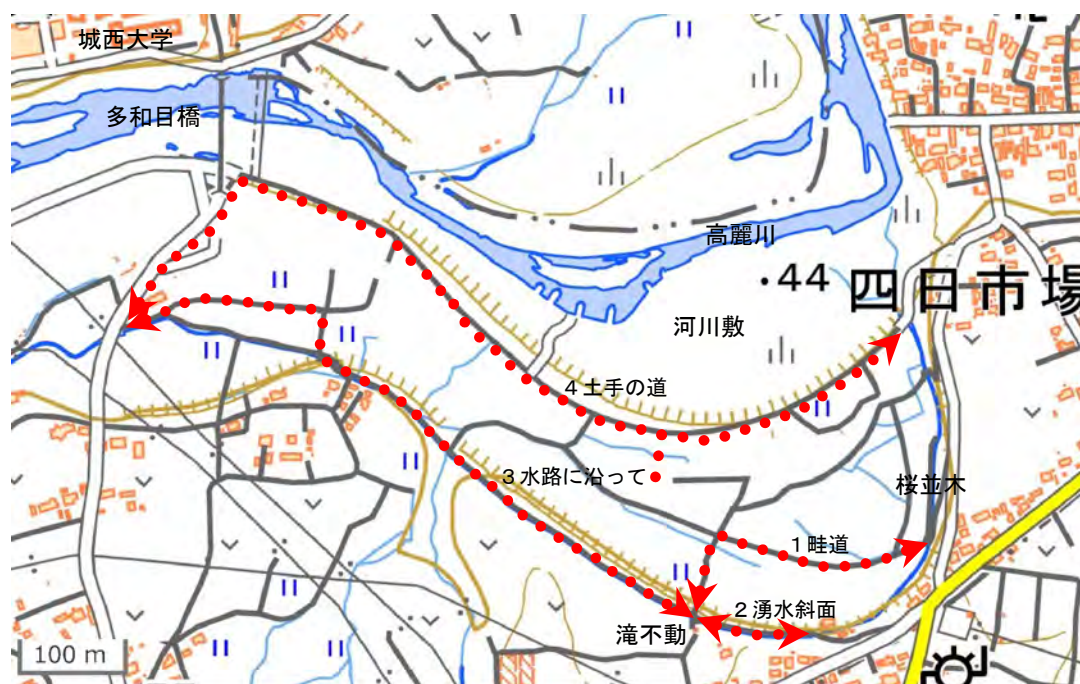 城西大学
多和目橋
高麗川
・44
四日市場
河川敷
4土手の道
3水路に沿って
桜並木
1畦道
2湧水斜面
滝不動
100 m